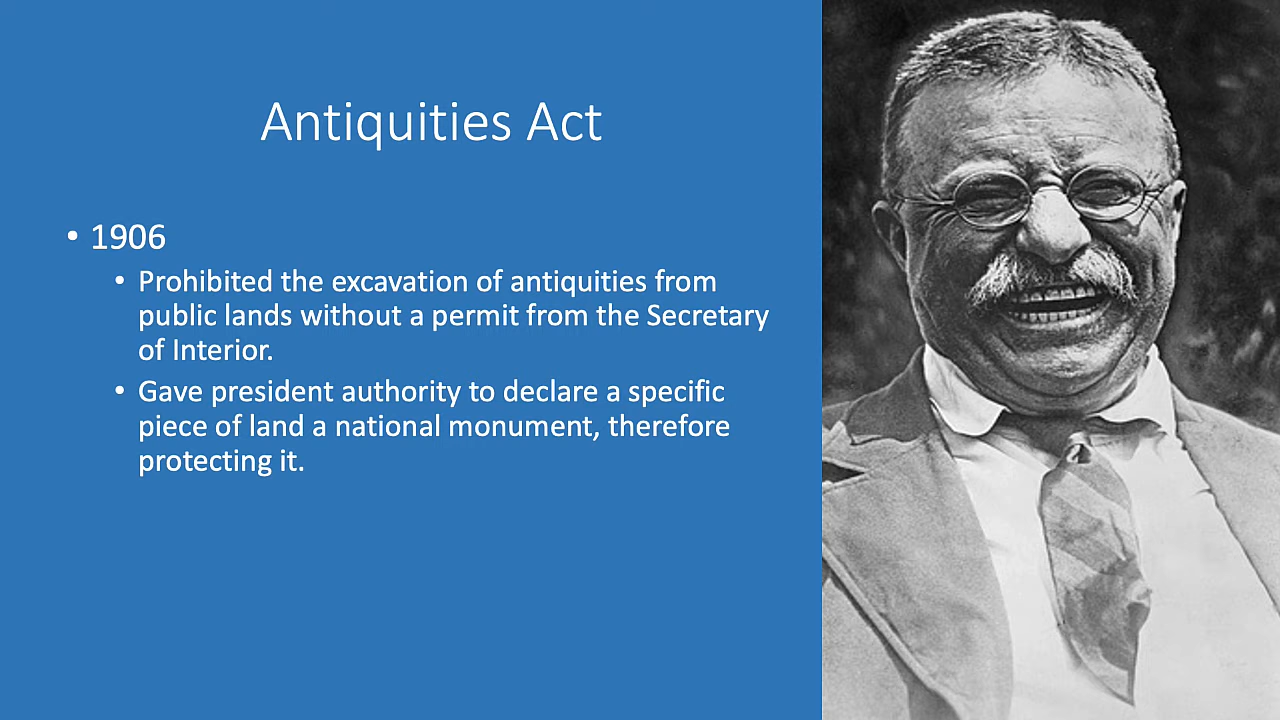 Antiquities Act
• 1906
• Prohibited the excavation of antiquities from
public lands without a permit from the Secretary
of Interior.
• Gave president authority to declare a specific
piece of land a national monument, therefore
protecting it.